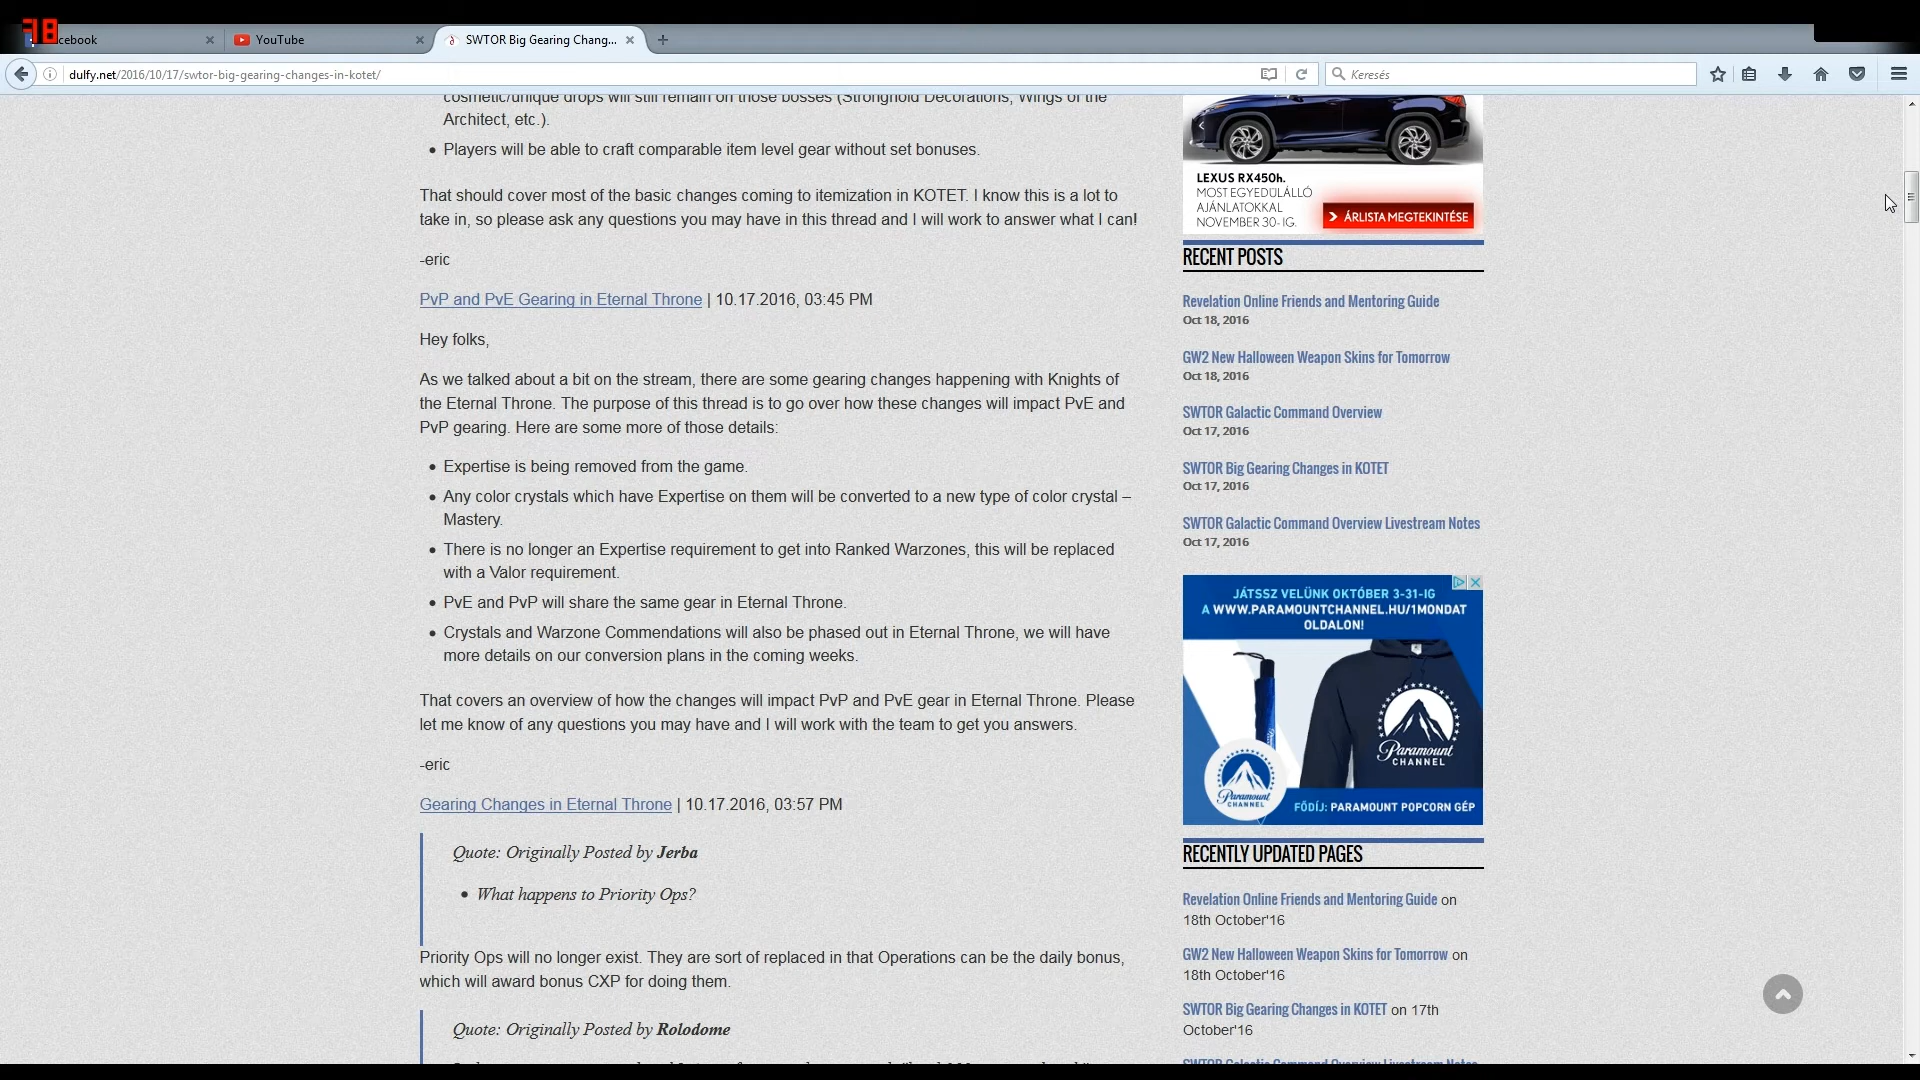 18
cebook
YouTube
SWTOR Big Gearing Chang...
dulfy.net/2016/10/17/swtor-big-gearing-changes-in-kotet/
Keresés
cosmetic/unique drops will still remain on those bosses (Stronghold Decorations, Wings of the
Architect, etc.).
• Players will be able to craft comparable item level gear without set bonuses.
That should cover most of the basic changes coming to itemization in KOTET. I know this is a lot to
take in, so please ask any questions you may have in this thread and I will work to answer what I can!
-eric
PvP and PvE Gearing in Eternal Throne | 10.17.2016, 03:45 PM
Hey folks,
As we talked about a bit on the stream, there are some gearing changes happening with Knights of
the Eternal Throne. The purpose of this thread is to go over how these changes will impact PvE and
PvP gearing. Here are some more of those details:
• Expertise is being removed from the game.
• Any color crystals which have Expertise on them will be converted to a new type of color crystal –
Mastery.
• There is no longer an Expertise requirement to get into Ranked Warzones, this will be replaced
with a Valor requirement.
• PvE and PvP will share the same gear in Eternal Throne.
• Crystals and Warzone Commendations will also be phased out in Eternal Throne, we will have
more details on our conversion plans in the coming weeks.
That covers an overview of how the changes will impact PvP and PvE gear in Eternal Throne. Please
let me know of any questions you may have and I will work with the team to get you answers.
-eric
Gearing Changes in Eternal Throne | 10.17.2016, 03:57 PM
Quote: Originally Posted by Jerba
• What happens to Priority Ops?
Priority Ops will no longer exist. They are sort of replaced in that Operations can be the daily bonus,
which will award bonus CXP for doing them.
Quote: Originally Posted by Rolodome
LEXUS RX450h.
MOST EGYEDÜLÁLLÓ
AJÁNLATOKKAL
NOVEMBER 30-IG.
ÁRLISTA MEGTEKINTÉSE
RECENT POSTS
Revelation Online Friends and Mentoring Guide
Oct 18, 2016
GW2 New Halloween Weapon Skins for Tomorrow
Oct 18, 2016
SWTOR Galactic Command Overview
Oct 17, 2016
SWTOR Big Gearing Changes in KOTET
Oct 17, 2016
SWTOR Galactic Command Overview Livestream Notes
Oct 17, 2016
JÁTSSZ VELÜNK OKTÓBER 3-31-IG
A WWW.PARAMOUNTCHANNEL.HU/1MONDAT
OLDALON!
Paramount
CHANNEL
Paramount
CHANNEL
FŐDÍJ: PARAMOUNT POPCORN GÉP
RECENTLY UPDATED PAGES
Revelation Online Friends and Mentoring Guide on
18th October'16
GW2 New Halloween Weapon Skins for Tomorrow on
18th October'16
SWTOR Big Gearing Changes in KOTET on 17th
October'16
SWTOR Galactic Command Overview Livestream Notes